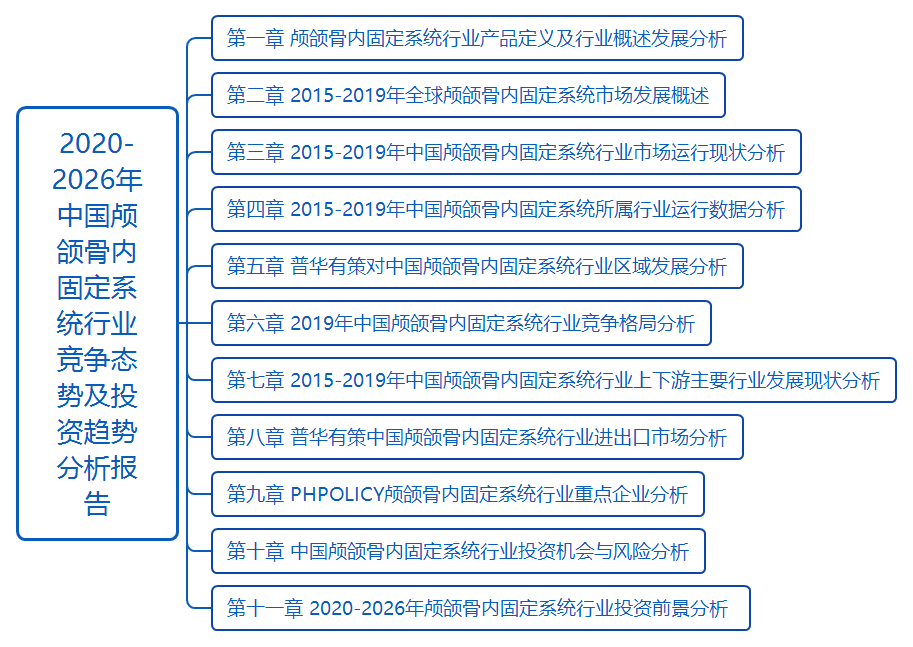 2020-
2026年
中国颅
颌骨内
固定系
统行业
竞争态
势及投
资趋势
分析报
告
第一章 颅颌骨内固定系统行业产品定义及行业概述发展分析
第二章 2015-2019年全球颅颌骨内固定系统市场发展概述
第三章 2015-2019年中国颅颌骨内固定系统行业市场运行现状分析
第四章 2015-2019年中国颅颌骨内固定系统所属行业运行数据分析
第五章 普华有策对中国颅颌骨内固定系统行业区域发展分析
第六章 2019年中国颅颌骨内固定系统行业竞争格局分析
第七章 2015-2019年中国颅颌骨内固定系统行业上下游主要行业发展现状分析
第八章 普华有策中国颅颌骨内固定系统行业进出口市场分析
第九章 PHPOLICY颅颌骨内固定系统行业重点企业分析
第十章 中国颅颌骨内固定系统行业投资机会与风险分析
第十一章 2020-2026年颅颌骨内固定系统行业投资前景分析